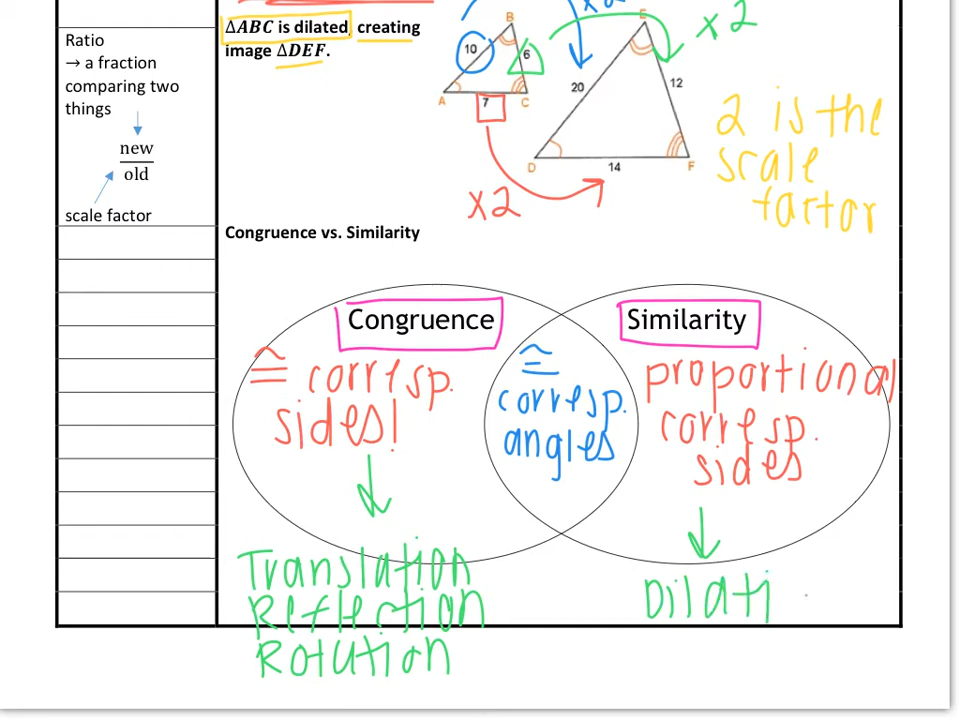 ΔABC is dilated, creating
image ΔDEF.
Ratio
→ a fraction
comparing two
things
new
old
scale factor
B
10
6
A
7
C
×2
E
20
12
D
14
F
×2
2 is the
scale
factor
Congruence vs. Similarity
Congruence
≅ corresp.
sides!
Translation
Reflection
Rotation
≅
corresp.
angles
Similarity
proportional
corresp.
sides
Dilati